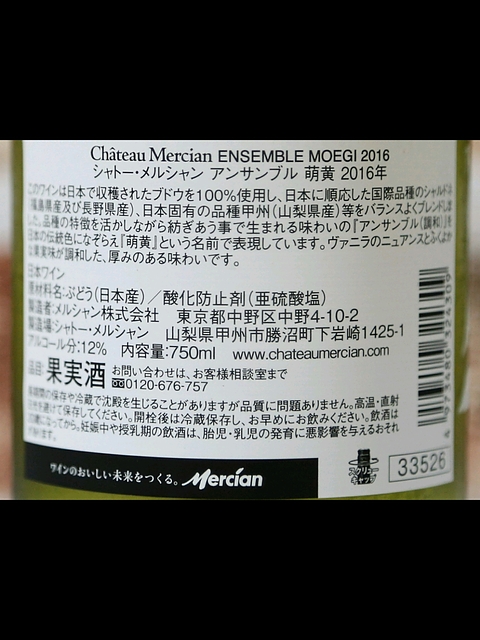 Château Mercian ENSEMBLE MOEGI 2016
シャトー・メルシャン アンサンブル 萌黄 2016年
このワインは日本で収穫されたブドウを100%使用し、日本に順応した国際品種のシャルドネ
(福島県産及び長野県産)、日本固有の品種甲州(山梨県産)等をバランスよくブレンドしま
品種の特徴を活かしながら紡ぎあう事で生まれる味わいの『アンサンブル(調和)』を
日本の伝統色になぞらえ『萌黄』という名前で表現しています。ヴァニラのニュアンスとふくよか
な果実味が調和した、厚みのある味わいです。
日本ワイン
原材料名:ぶどう(日本産)/酸化防止剤(亜硫酸塩)
製造者:メルシャン株式会社 東京都中野区中野4-10-2
製造場:シャトー・メルシャン 山梨県甲州市勝沼町下岩崎1425-1
アルコール分:12% 内容量:750ml www.chateaumercian.com
品目:果実酒 お問い合わせは、お客様相談室まで
0120-676-757
長期間の保存や冷蔵で沈殿を生じることがありますが品質に問題ありません。高温・直射
日光を避けて保存してください。開栓後は冷蔵保存し、お早めにお飲みください。飲酒は
になってから。妊娠中や授乳期の飲酒は、胎児・乳児の発育に悪影響を与えるおそれ
があります。
ワインのおいしい未来をつくる。 Mercian
スクリュー
キャップ
33526